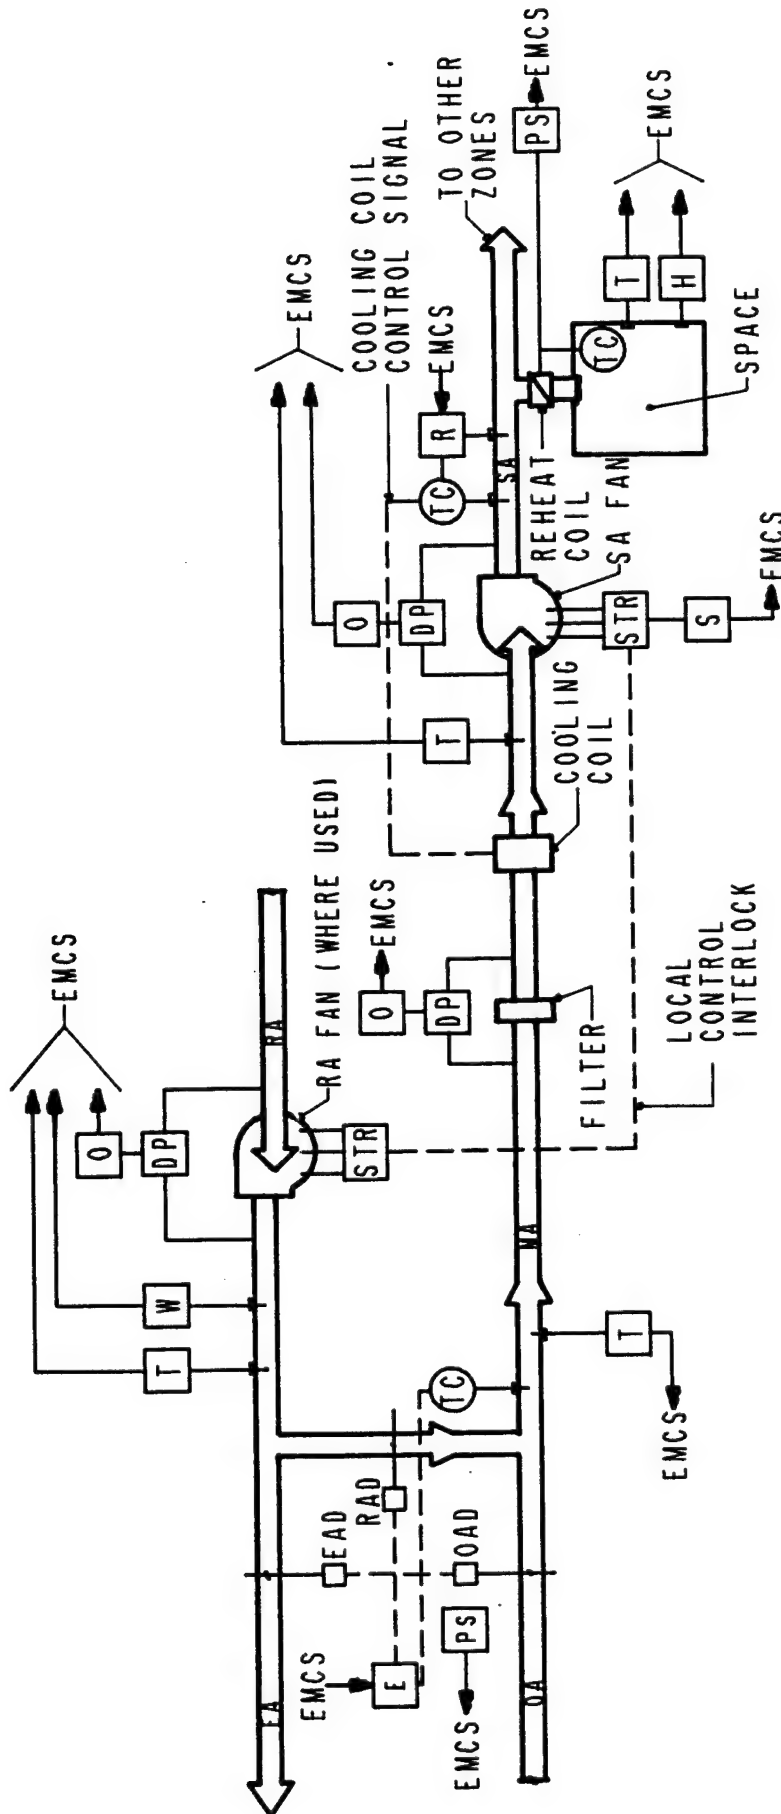 EMCS
EMCS
COOLING COIL
CONTROL SIGNAL
TO OTHER
ZONES
EMCS
PS
EMCS
R
TC
SA
O
DP
T
T
H
EMCS
TC
SPACE
REHEAT
COIL
SA FAN
STR
S
EMCS
COOLING
COIL
RA FAN (WHERE USED)
RA
O
DP
STR
W
T
EMCS
O
DP
FILTER
LOCAL
CONTROL
INTERLOCK
MA
TC
T
EMCS
EAD
RAD
OAD
EMCS
E
PS
EMCS
EA
OA